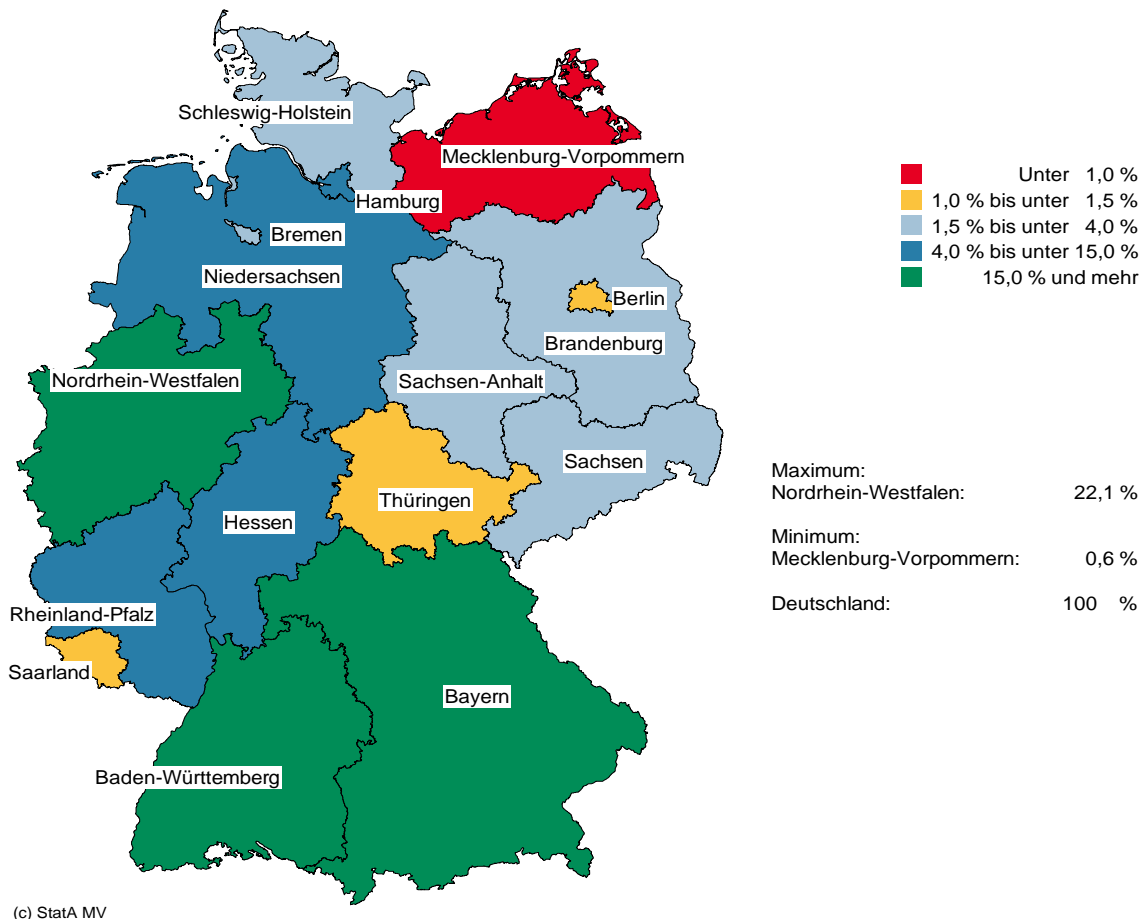 Schleswig-Holstein
Mecklenburg-Vorpommern
Hamburg
Bremen
Niedersachsen
Berlin
Brandenburg
Nordrhein-Westfalen
Sachsen-Anhalt
Sachsen
Thüringen
Hessen
Rheinland-Pfalz
Saarland
Bayern
Baden-Württemberg
Unter 1,0 %
1,0 % bis unter 1,5 %
1,5 % bis unter 4,0 %
4,0 % bis unter 15,0 %
15,0 % und mehr
Maximum:
Nordrhein-Westfalen: 22,1 %
Minimum:
Mecklenburg-Vorpommern: 0,6 %
Deutschland: 100 %
(c) StatA MV